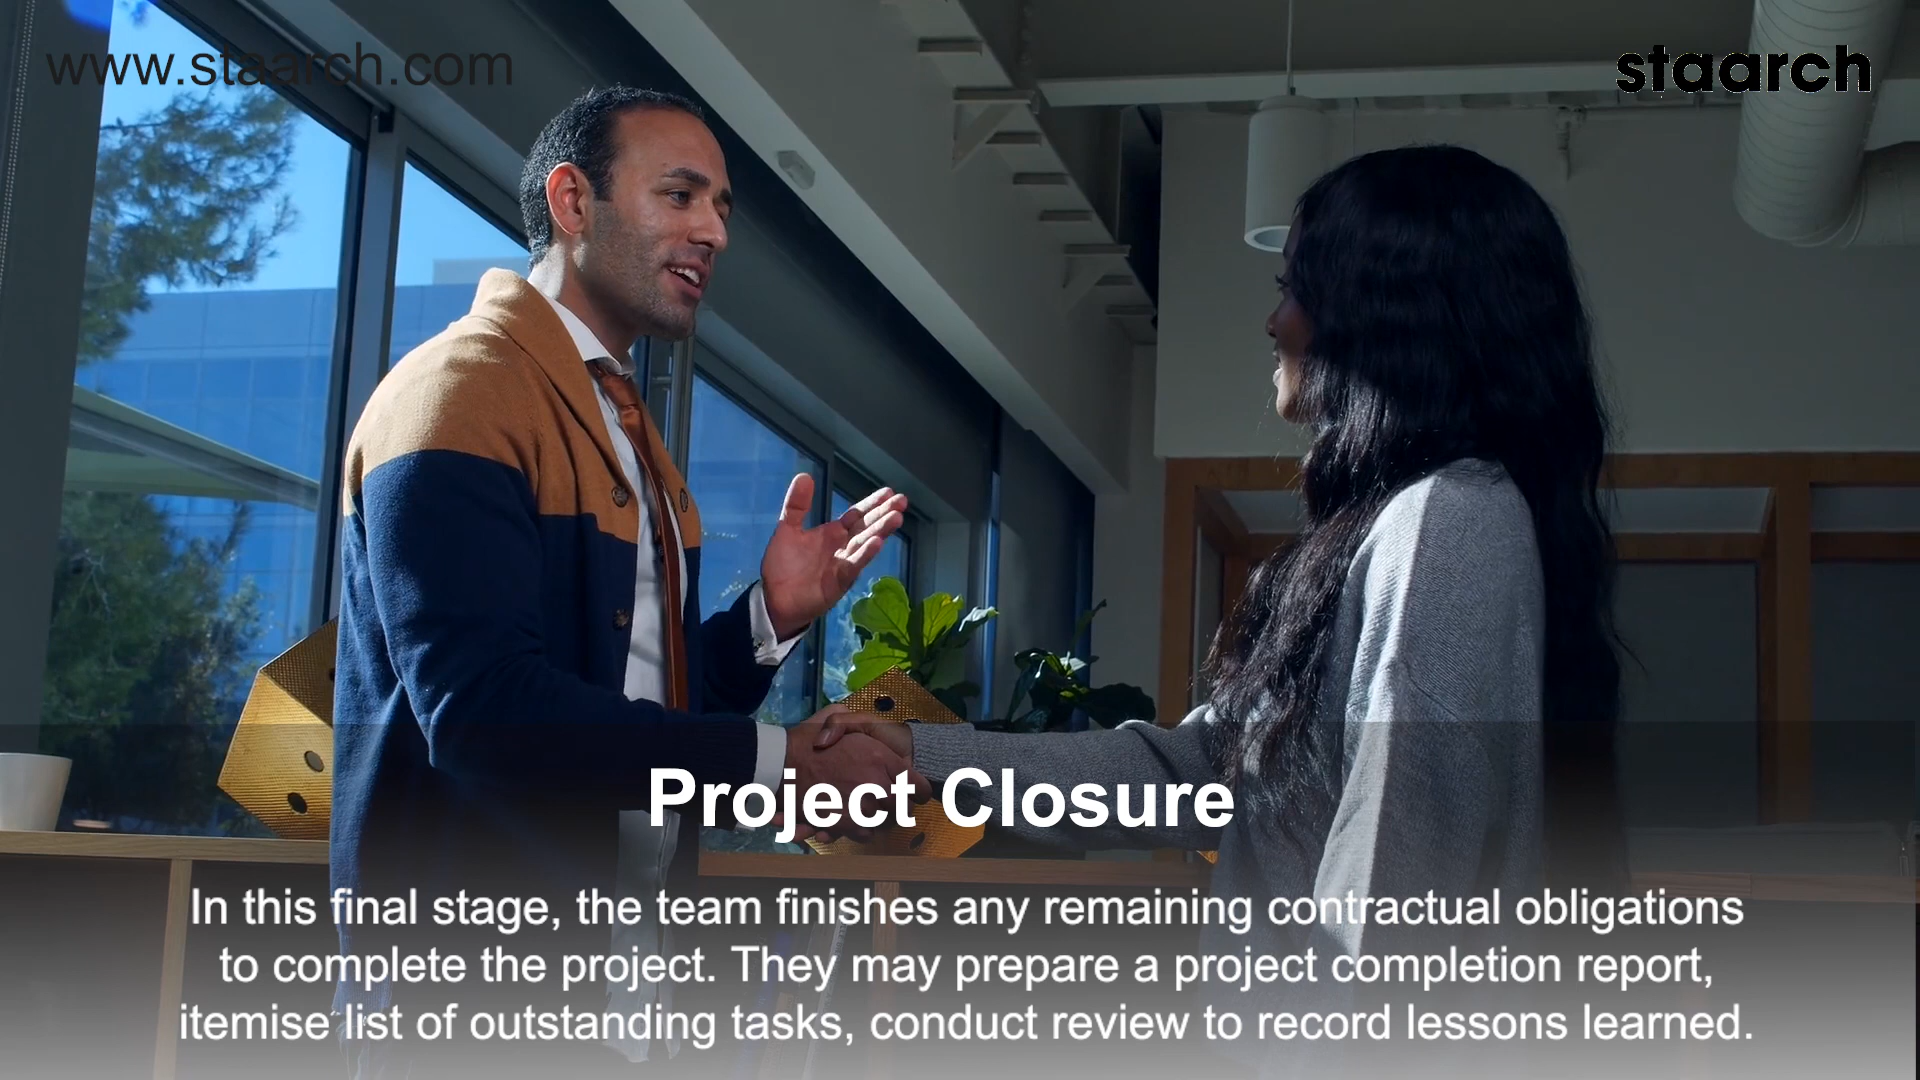 www.staarch.com
staarch
Project Closure
In this final stage, the team finishes any remaining contractual obligations
to complete the project. They may prepare a project completion report,
itemise list of outstanding tasks, conduct review to record lessons learned.